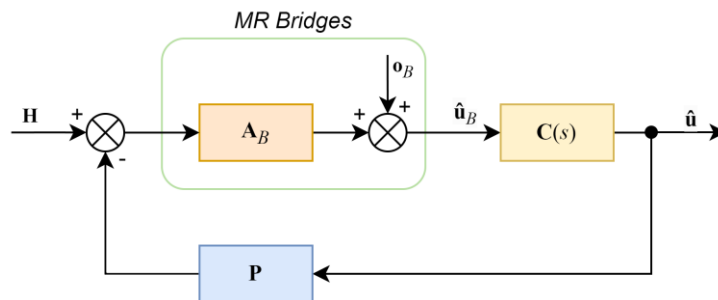 MR Bridges
o_B
H
+
-
A_B
+
+
û_B
C(s)
û
P